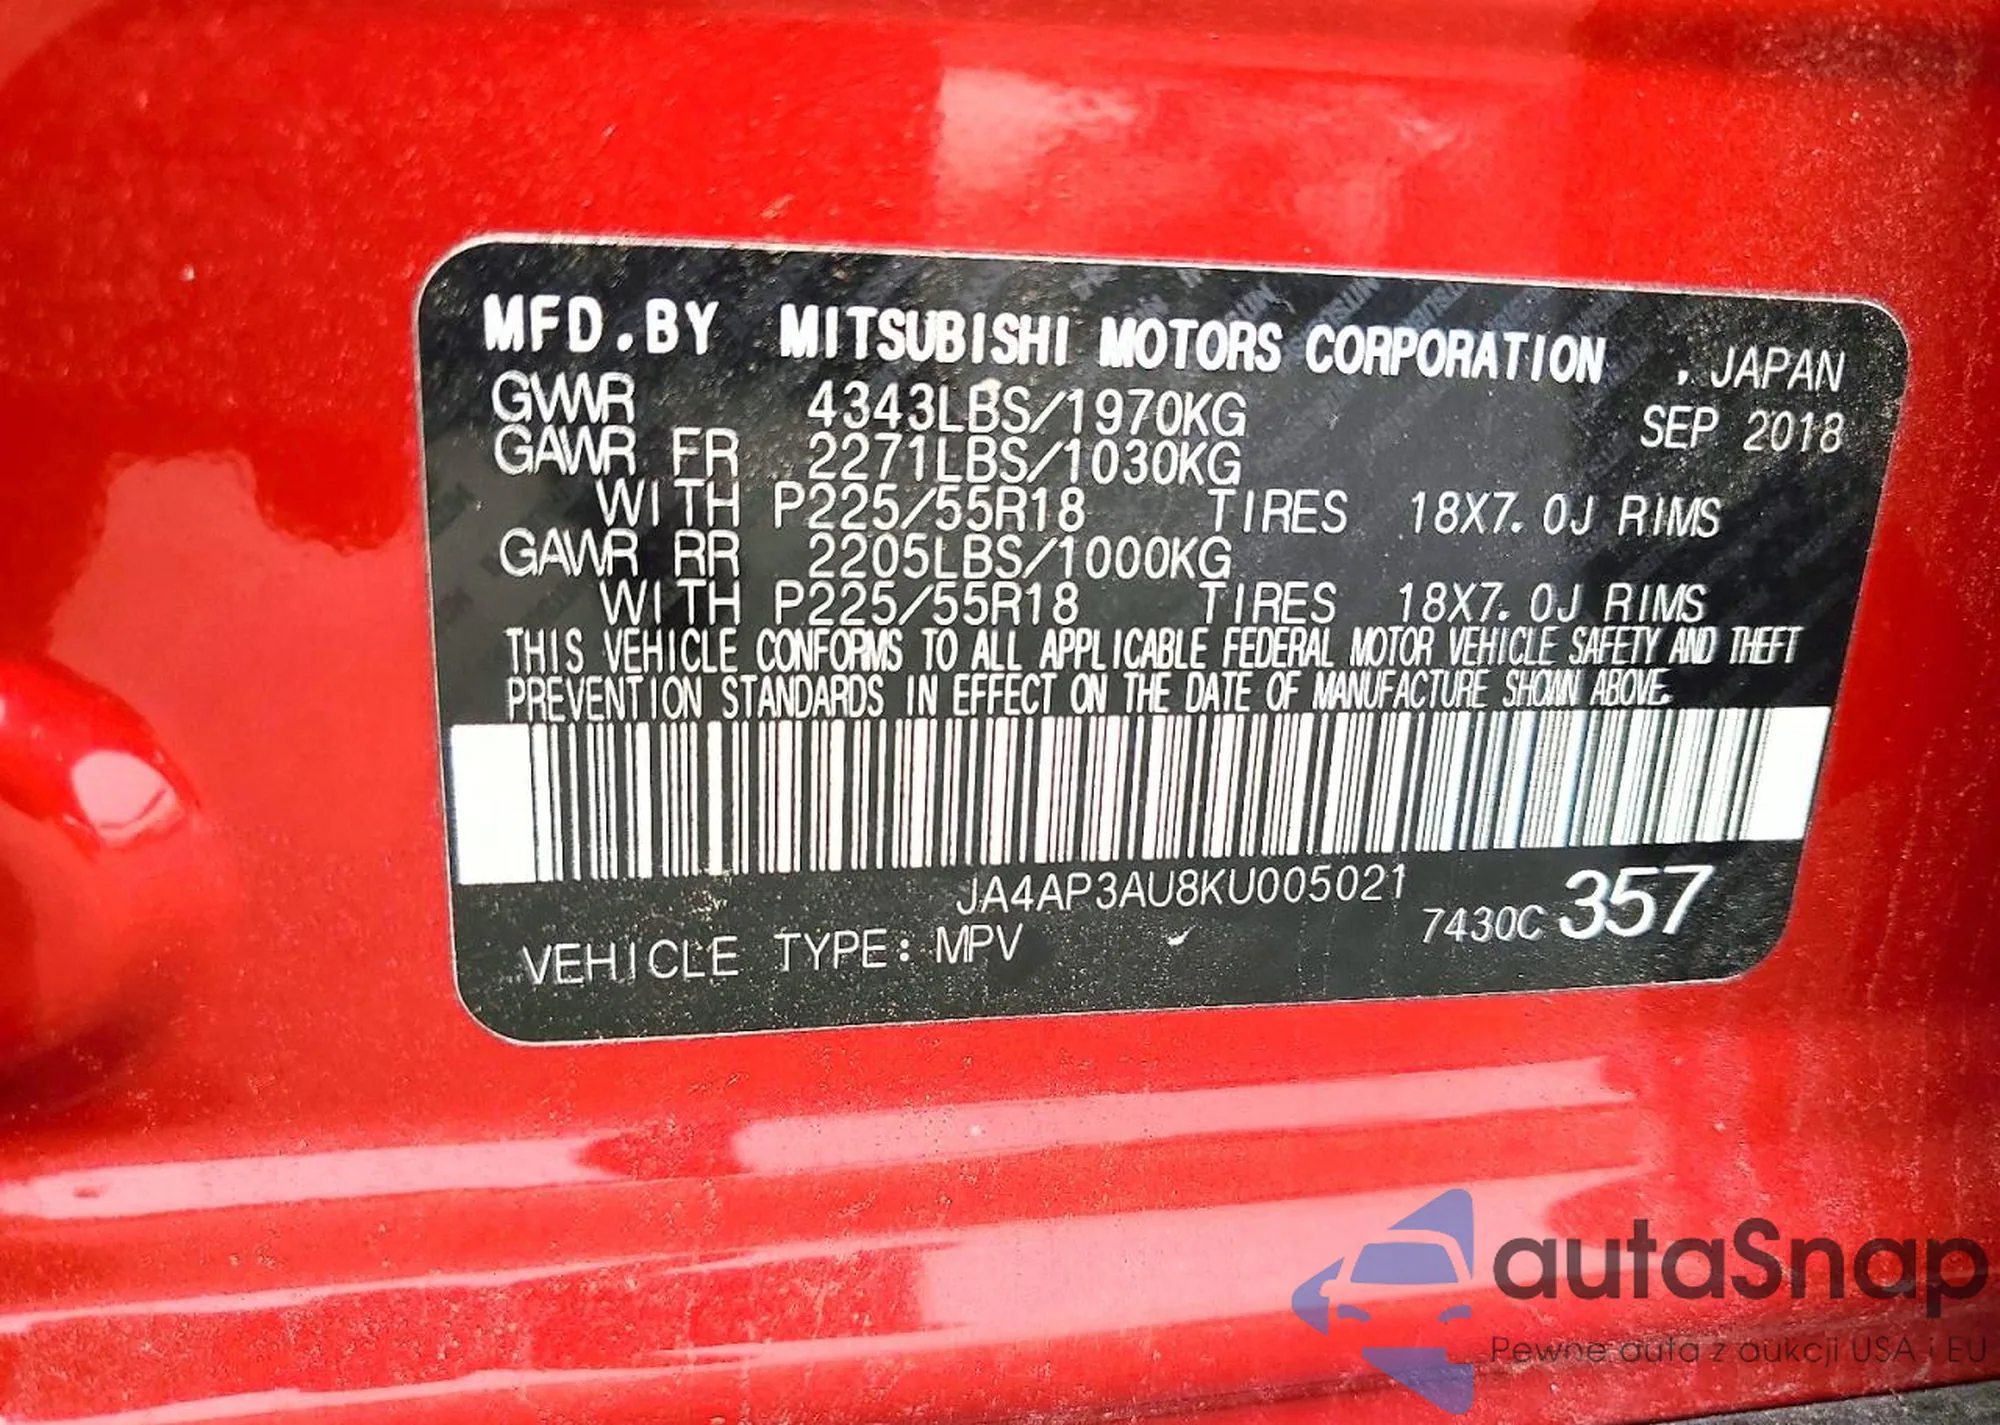 MFD.BY MITSUBISHI MOTORS CORPORATION . JAPAN
GVWR 4343LBS/1970KG SEP 2018
GAWR FR 2271LBS/1030KG
WITH P225/55R18 TIRES 18X7.0J RIMS
GAWR RR 2205LBS/1000KG
WITH P225/55R18 TIRES 18X7.0J RIMS
THIS VEHICLE CONFORMS TO ALL APPLICABLE FEDERAL MOTOR VEHICLE SAFETY AND THEFT
PREVENTION STANDARDS IN EFFECT ON THE DATE OF MANUFACTURE SHOWN ABOVE.
JA4AP3AU8KU005021
7430C 357
VEHICLE TYPE: MPV
autaSnap
Pewne auta z aukcji USA i EU